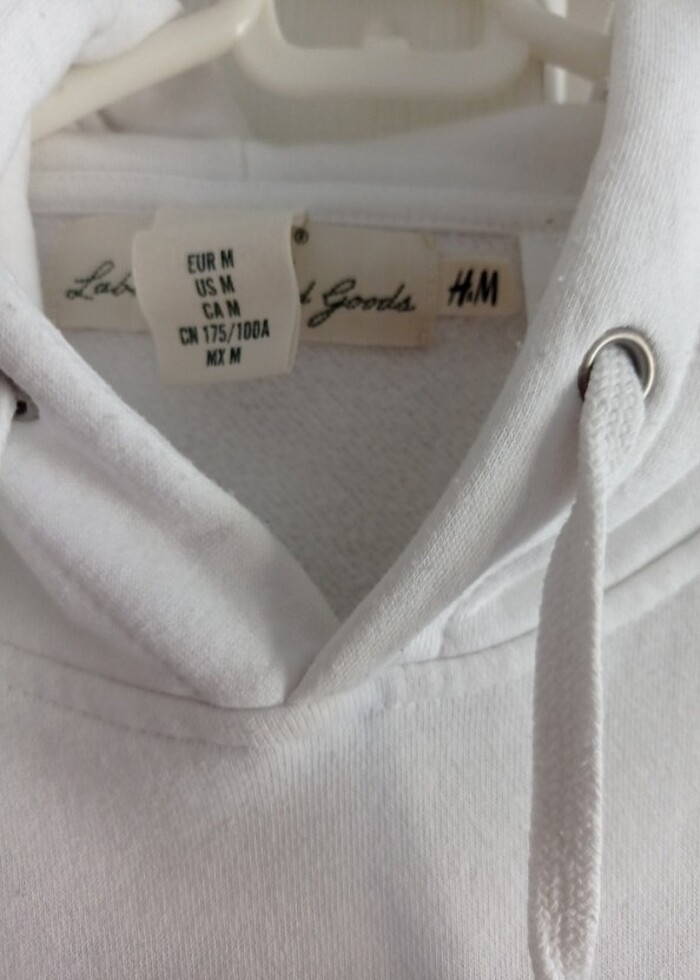 EUR M
US M
CA M
CN 175/100A
MX M
Goods
H&M
®